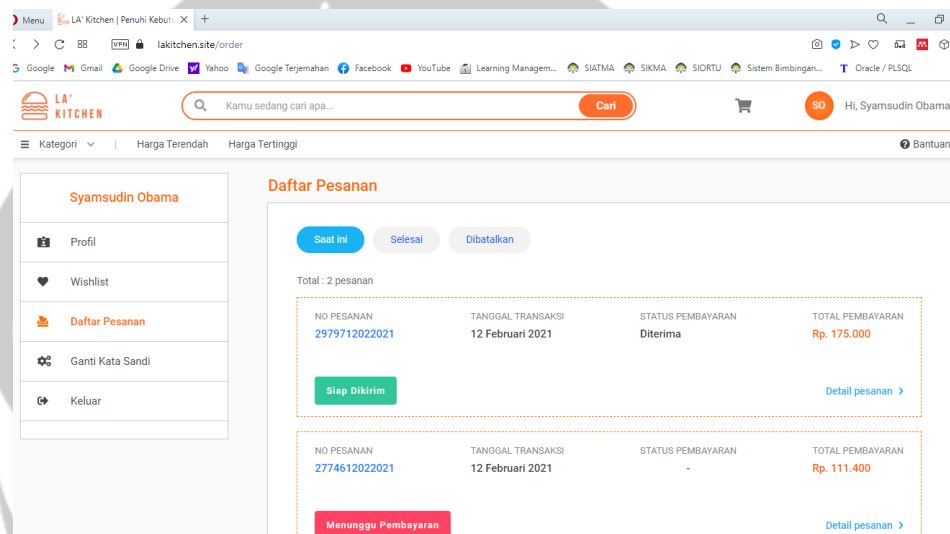 Menu LA' Kitchen | Penuhi Kebutu
VPN lakitchen.site/order
Google Gmail Google Drive Yahoo Google Terjemahan Facebook YouTube Learning Managem... SIATMA SIKMA SIORTU Sistem Bimbingan... Oracle / PLSQL
LA' KITCHEN Kamu sedang cari apa... Cari SO Hi, Syamsudin Obama
Kategori | Harga Terendah Harga Tertinggi Bantuan
Syamsudin Obama
Profil
Wishlist
Daftar Pesanan
Ganti Kata Sandi
Keluar
Daftar Pesanan
Saat ini Selesai Dibatalkan
Total : 2 pesanan
NO PESANAN TANGGAL TRANSAKSI STATUS PEMBAYARAN TOTAL PEMBAYARAN
2979712022021 12 Februari 2021 Diterima Rp. 175.000
Siap Dikirim Detail pesanan
NO PESANAN TANGGAL TRANSAKSI STATUS PEMBAYARAN TOTAL PEMBAYARAN
2774612022021 12 Februari 2021 - Rp. 111.400
Menunggu Pembayaran Detail pesanan